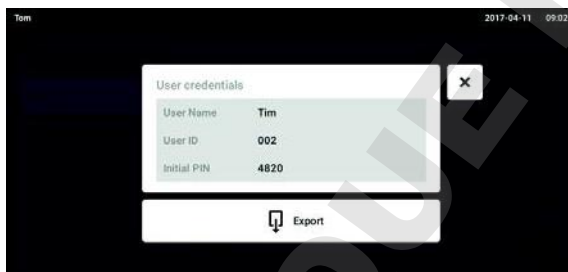 Tom 2017-04-11 09:02
User credentials
User Name Tim
User ID 002
Initial PIN 4820
Export